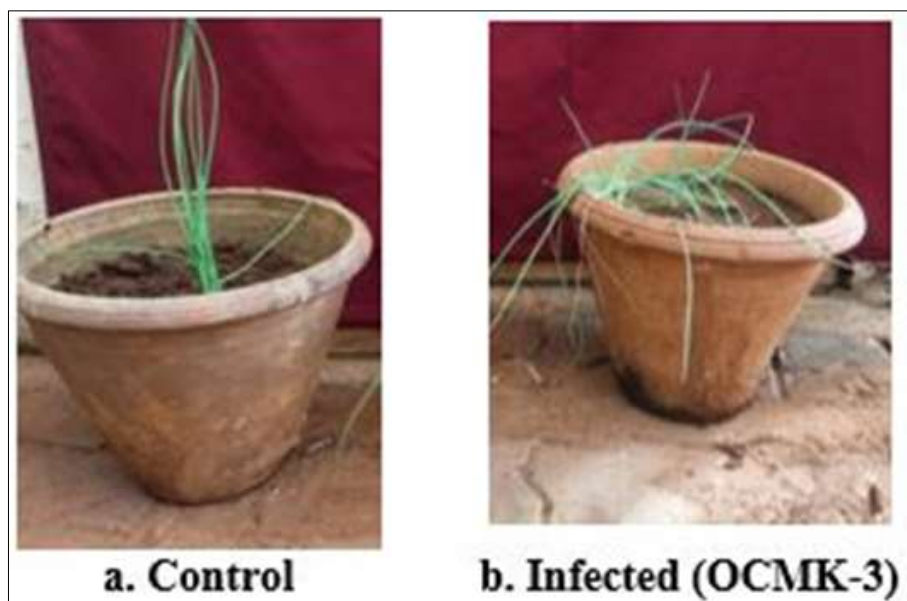 a. Control
b. Infected (OCMK-3)